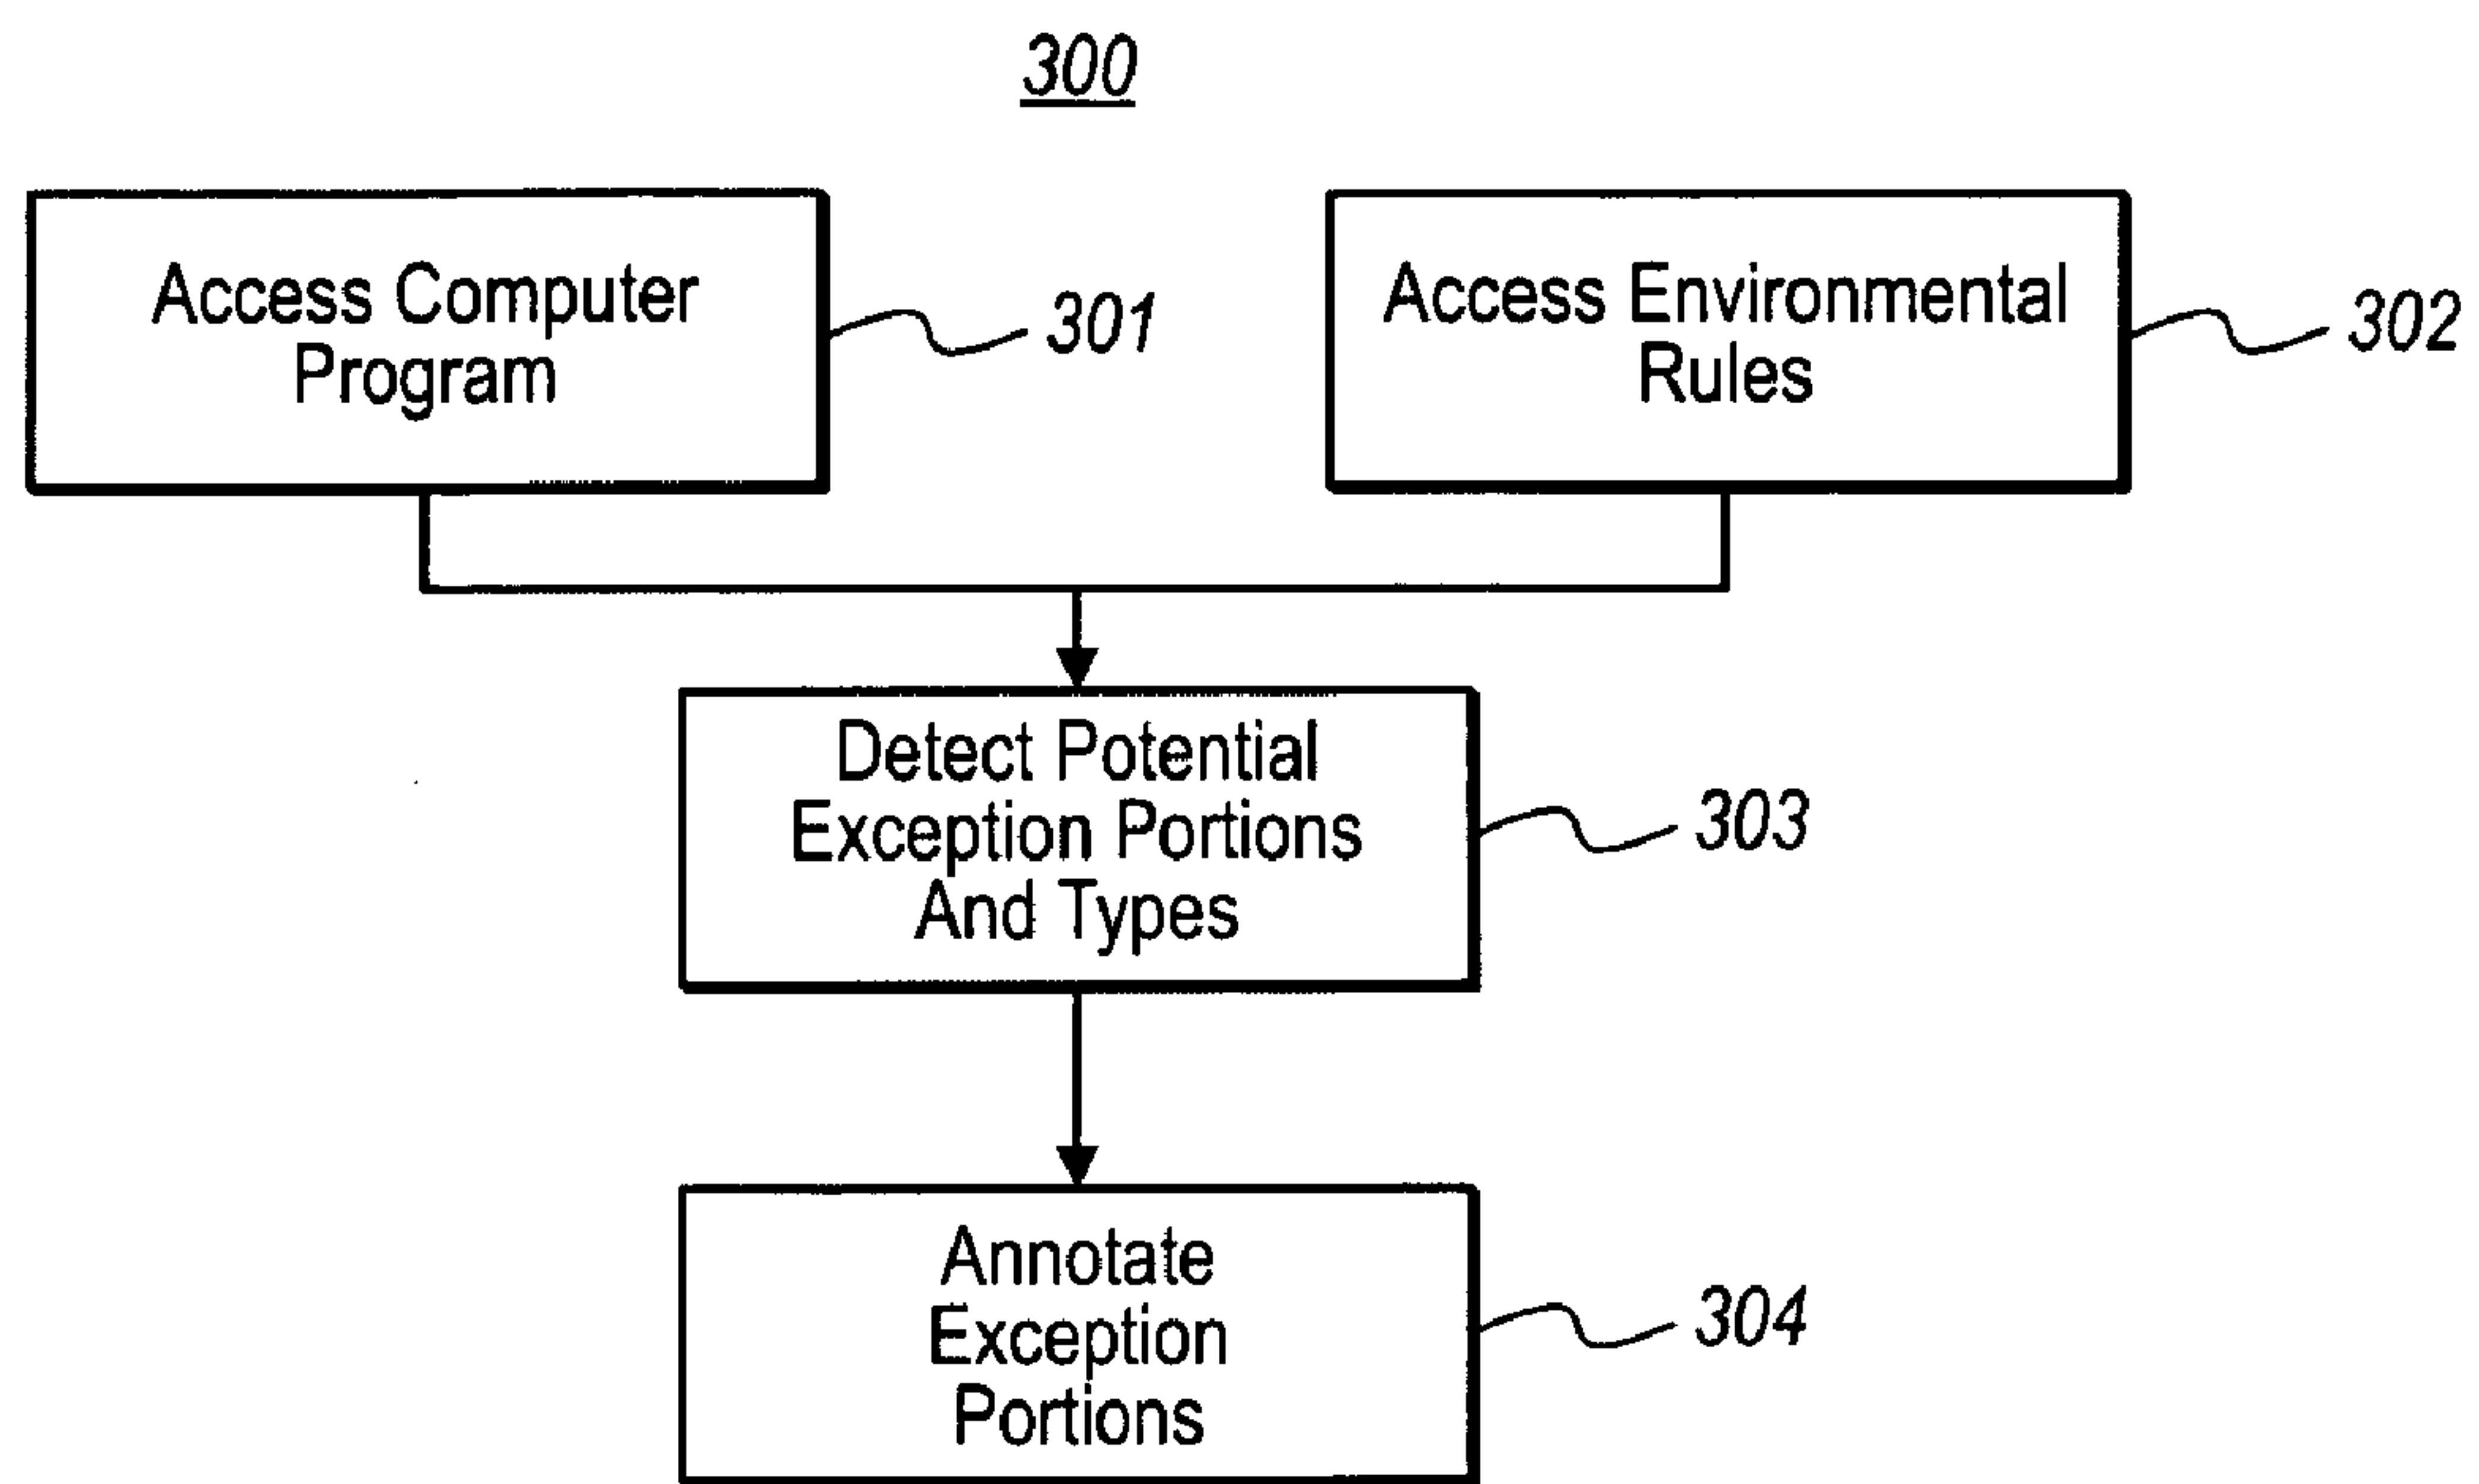 300
Access Computer
Program
301
Access Environmental
Rules
302
Detect Potential
Exception Portions
And Types
303
Annotate
Exception
Portions
304